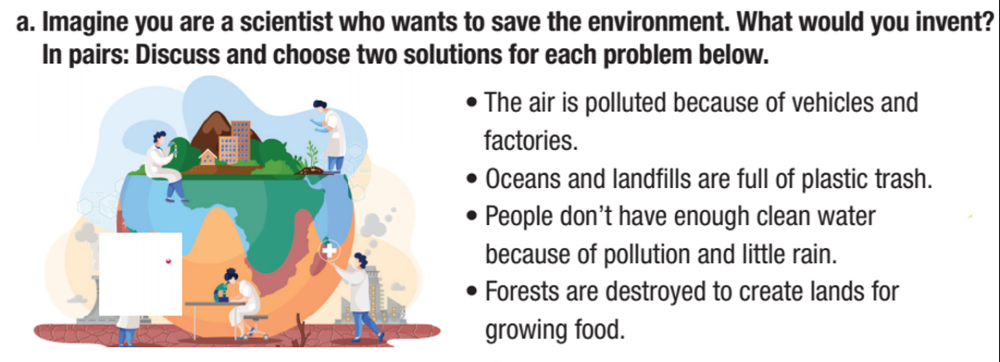 a. Imagine you are a scientist who wants to save the environment. What would you invent?
In pairs: Discuss and choose two solutions for each problem below.
• The air is polluted because of vehicles and
factories.
• Oceans and landfills are full of plastic trash.
• People don’t have enough clean water
because of pollution and little rain.
• Forests are destroyed to create lands for
growing food.